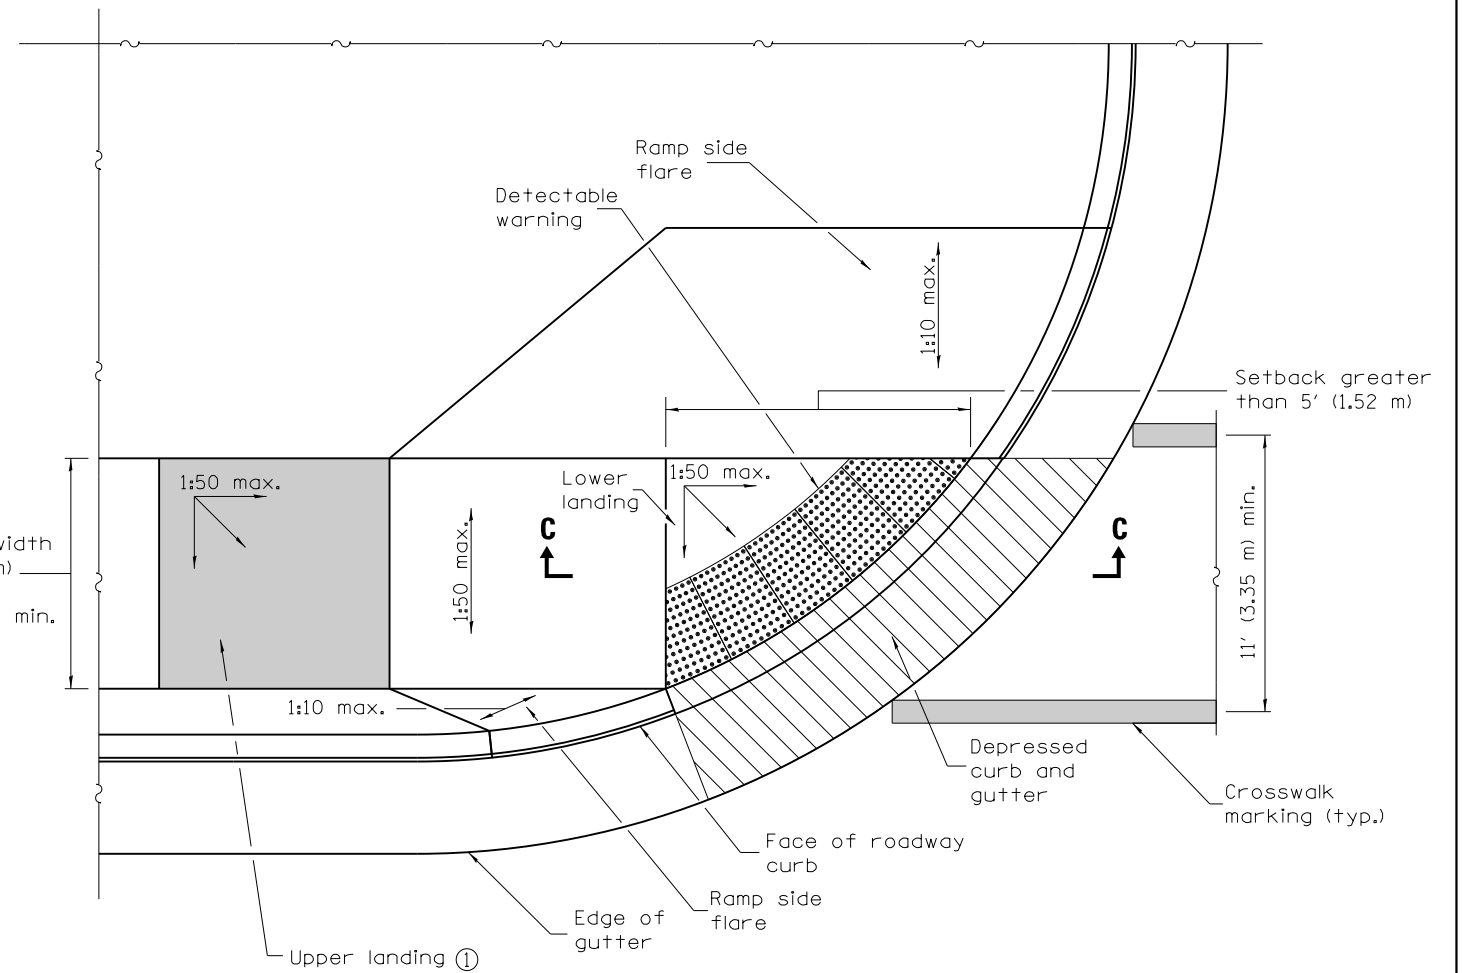 Ramp side
flare
Detectable
warning
1:10 max.
Setback greater
than 5' (1.52 m)
1:50 max.
Lower
landing
1:50 max.
C
C
1:50 max.
11' (3.35 m) min.
min.
1:10 max.
Depressed
curb and
gutter
Crosswalk
marking (typ.)
Face of roadway
curb
Ramp side
flare
Edge of
gutter
Upper landing ①